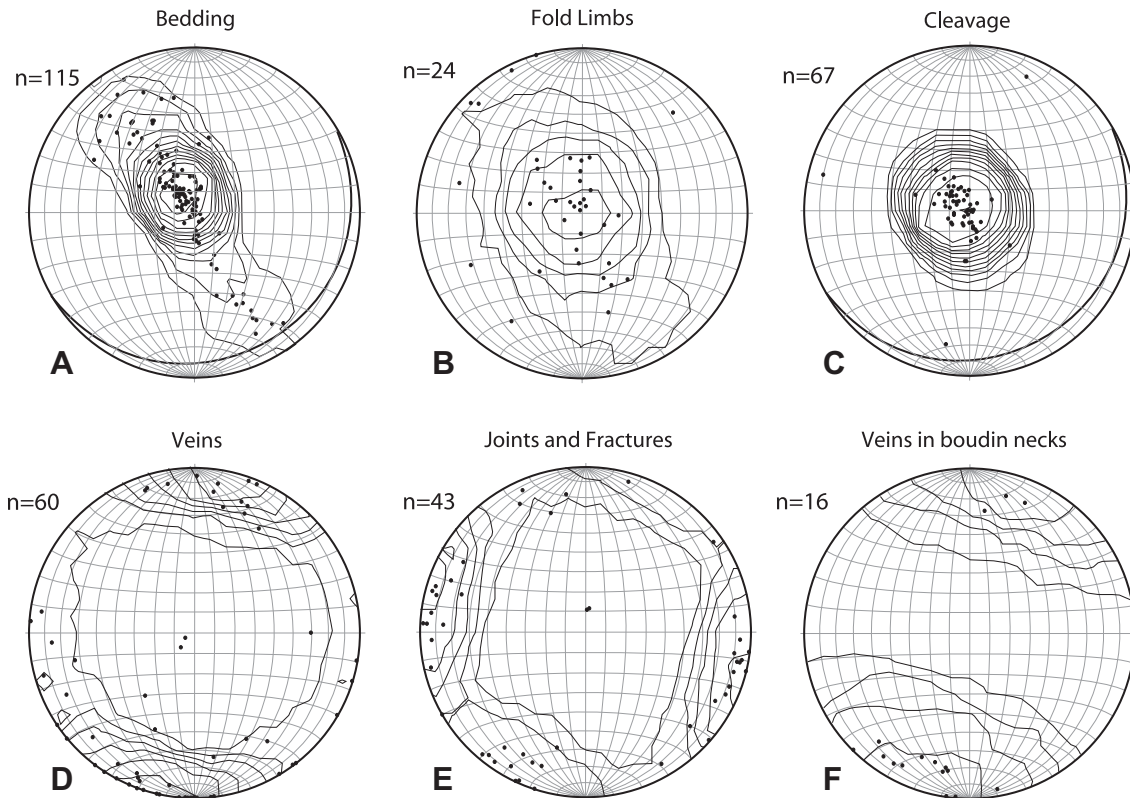 Bedding
Fold Limbs
Cleavage
n=115
n=24
n=67
A
B
C
Veins
Joints and Fractures
Veins in boudin necks
n=60
n=43
n=16
D
E
F